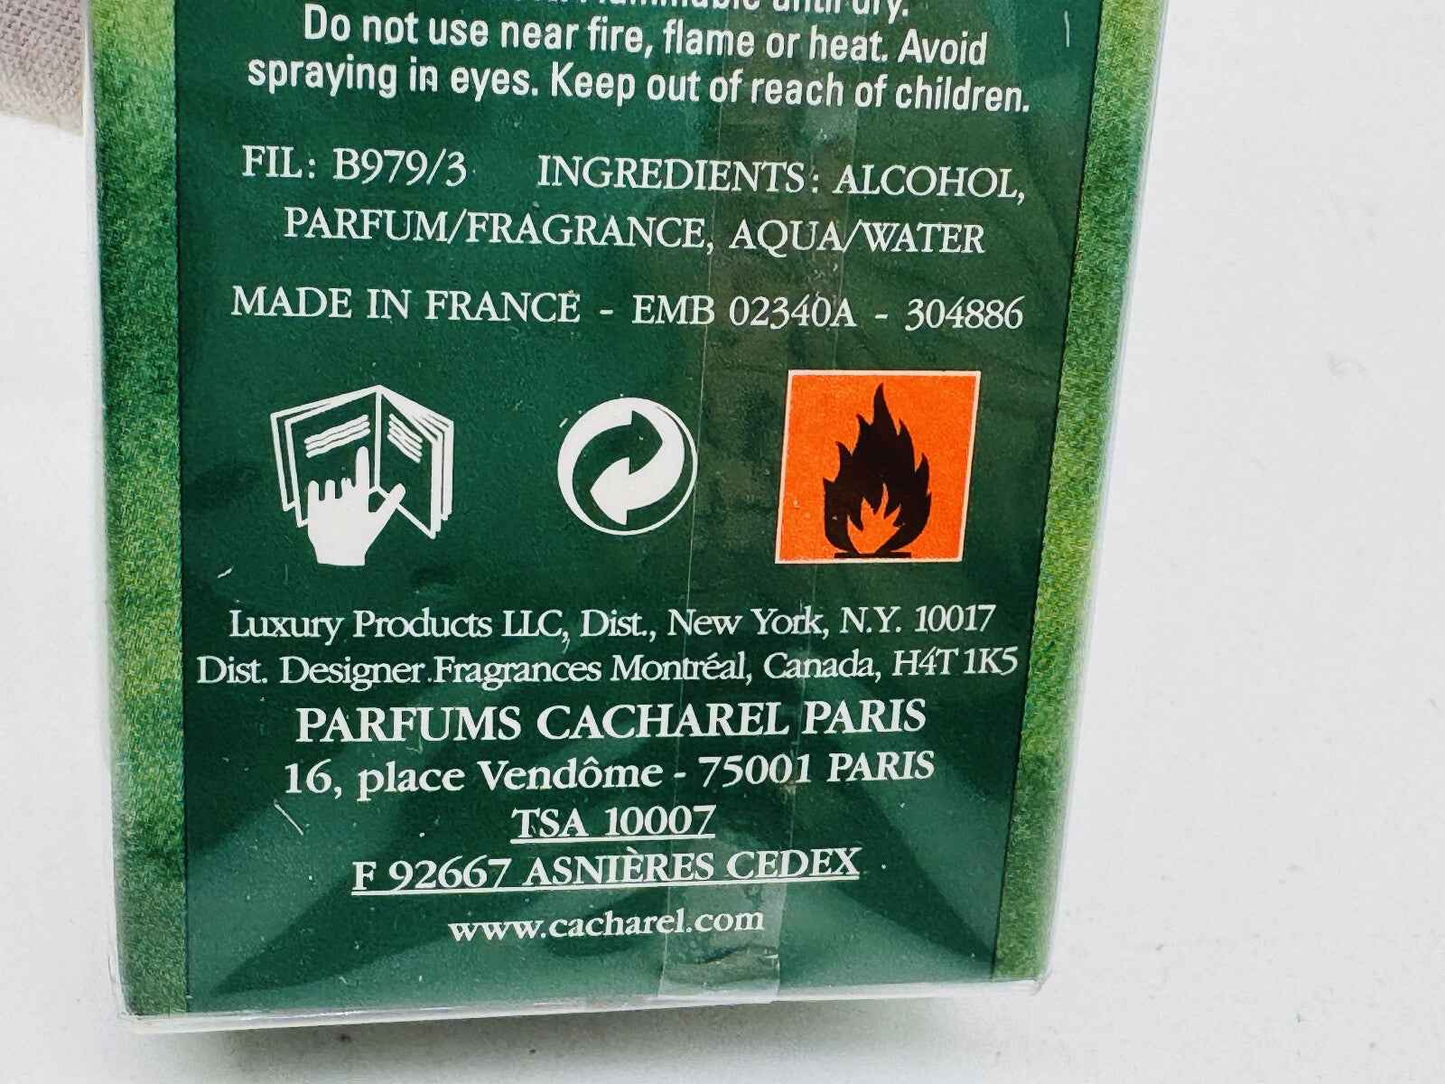 Flammable until dry.
Do not use near fire, flame or heat. Avoid
spraying in eyes. Keep out of reach of children.
FIL: B979/3 INGREDIENTS: ALCOHOL,
PARFUM/FRAGRANCE, AQUA/WATER
MADE IN FRANCE - EMB 02340A - 304886
Luxury Products LLC, Dist., New York, N.Y. 10017
Dist. Designer Fragrances Montréal, Canada, H4T 1K5
PARFUMS CACHAREL PARIS
16, place Vendôme - 75001 PARIS
TSA 10007
F 92667 ASNIÈRES CEDEX
www.cacharel.com